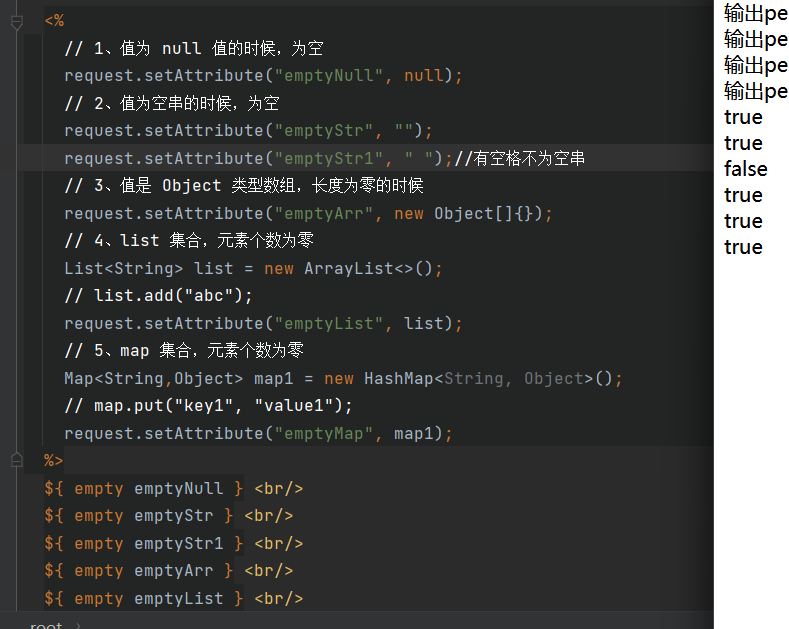 <%
// 1、值为 null 值的时候，为空
request.setAttribute("emptyNull", null);
// 2、值为空串的时候，为空
request.setAttribute("emptyStr", "");
request.setAttribute("emptyStr1", " ");//有空格不为空串
// 3、值是 Object 类型数组，长度为零的时候
request.setAttribute("emptyArr", new Object[]{});
// 4、list 集合，元素个数为零
List<String> list = new ArrayList<>();
// list.add("abc");
request.setAttribute("emptyList", list);
// 5、map 集合，元素个数为零
Map<String,Object> map1 = new HashMap<String, Object>();
// map.put("key1", "value1");
request.setAttribute("emptyMap", map1);
%>
${ empty emptyNull } <br/>
${ empty emptyStr } <br/>
${ empty emptyStr1 } <br/>
${ empty emptyArr } <br/>
${ empty emptyList } <br/>
root
输出pe
输出pe
输出pe
输出pe
true
true
false
true
true
true